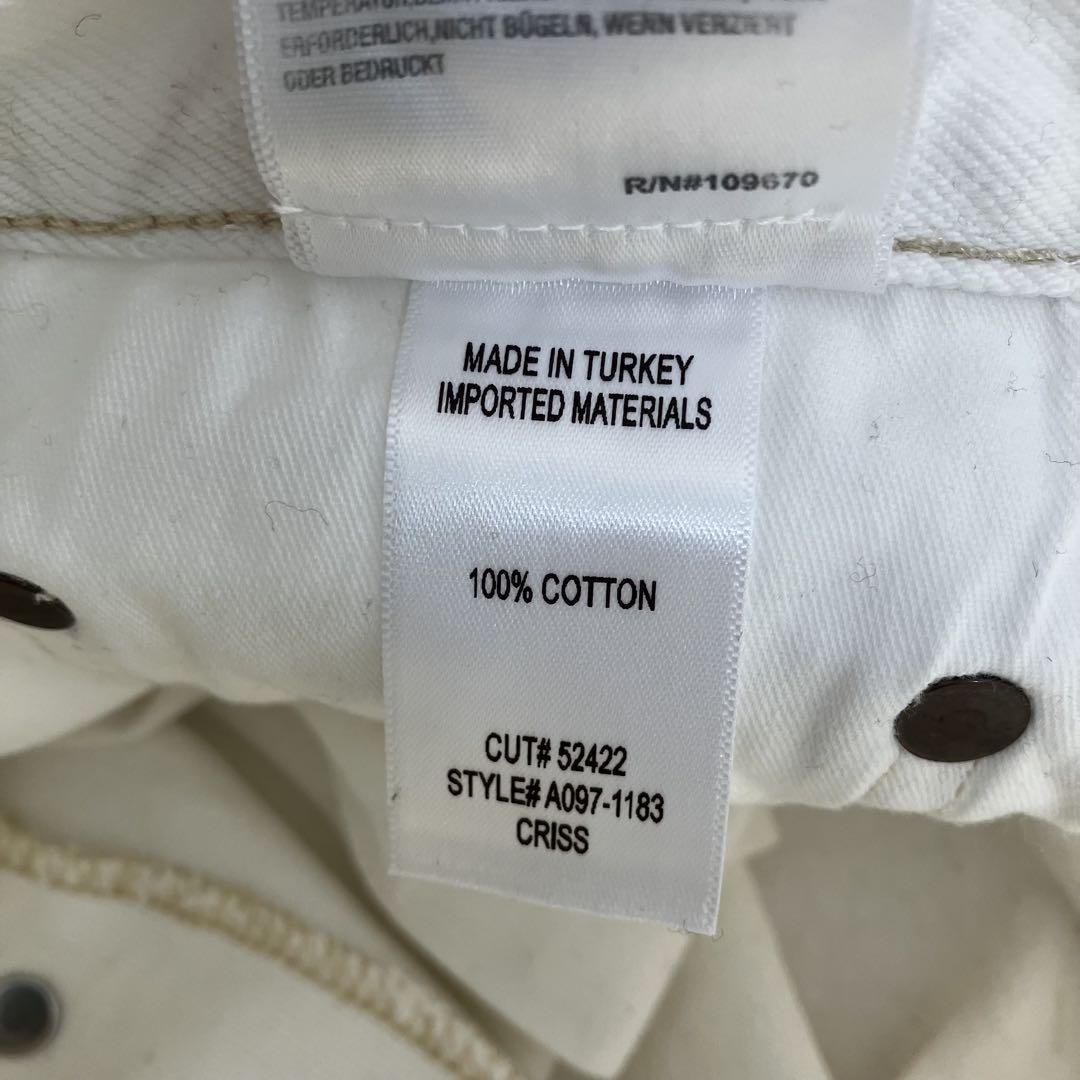 ERFORDERLICH,NICHT BÜGELN, WENN VERZIERT
ODER BEDRUCKT
R/N#109670
MADE IN TURKEY
IMPORTED MATERIALS
100% COTTON
CUT# 52422
STYLE# A097-1183
CRISS